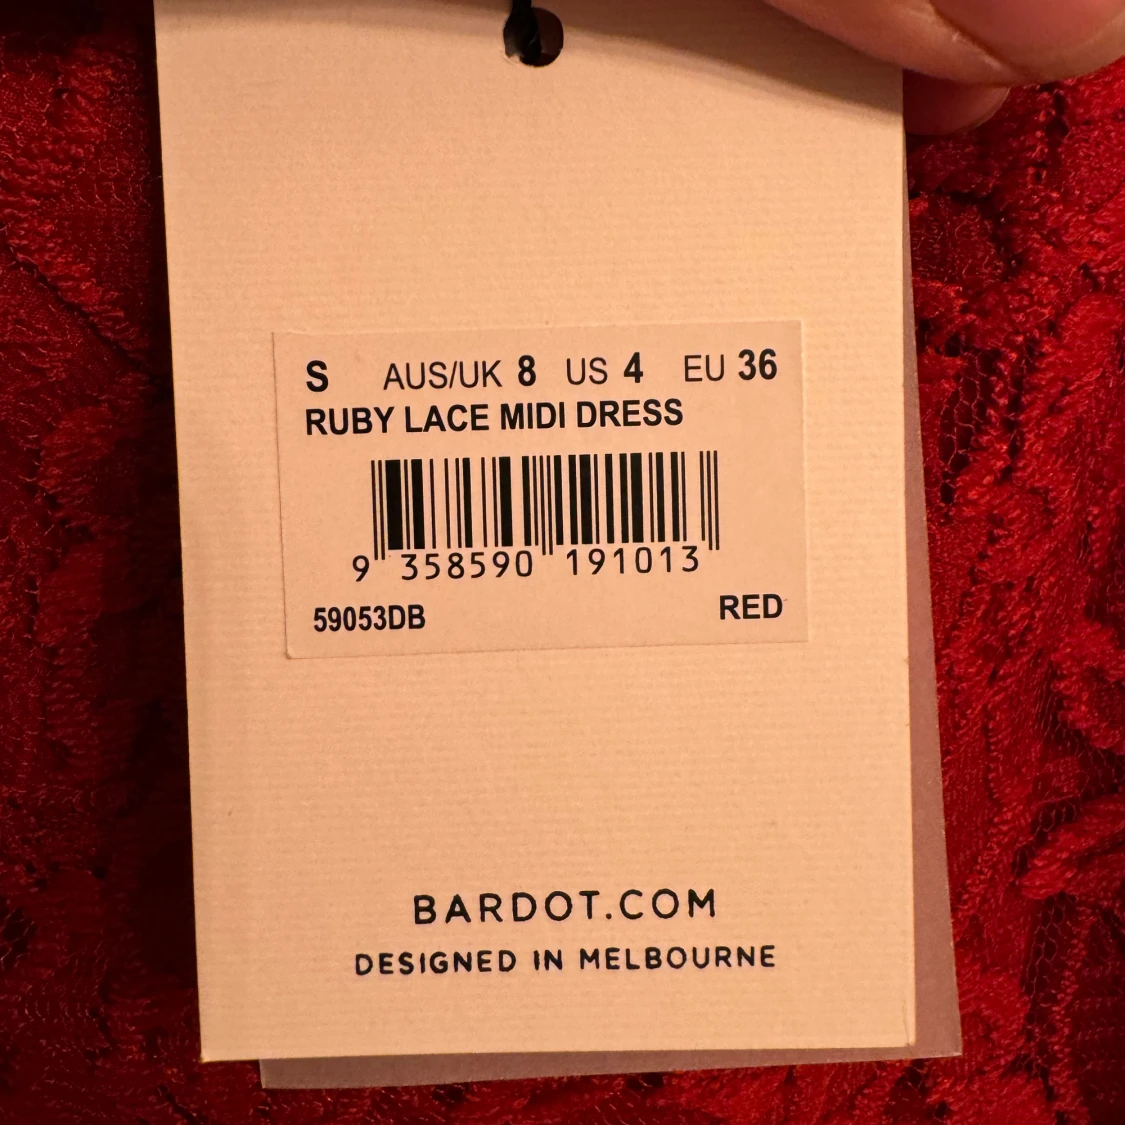 S AUS/UK 8 US 4 EU 36
RUBY LACE MIDI DRESS
9 358590 191013
59053DB RED
BARDOT.COM
DESIGNED IN MELBOURNE